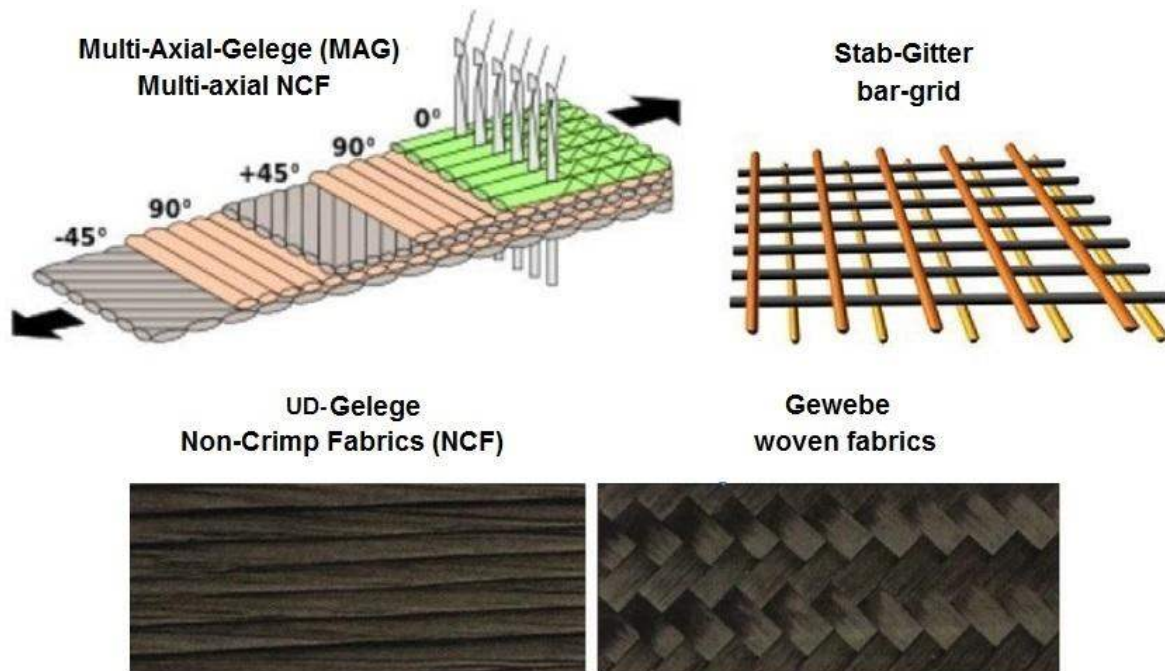 Multi-Axial-Gelege (MAG)
Multi-axial NCF
0°
90°
+45°
90°
-45°
Stab-Gitter
bar-grid
UD-Gelege
Non-Crimp Fabrics (NCF)
Gewebe
woven fabrics